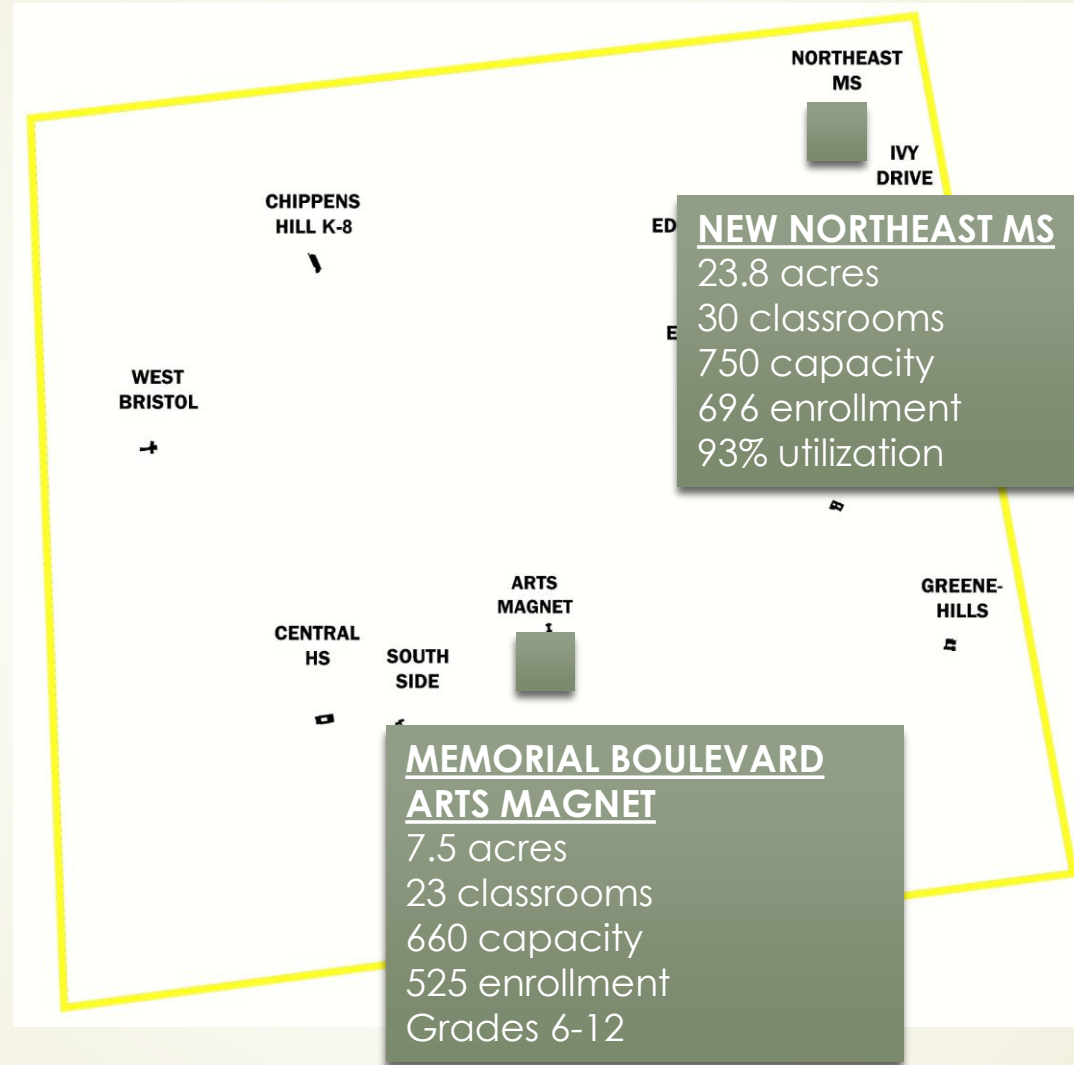 NORTHEAST
MS
IVY
DRIVE
CHIPPENS
HILL K-8
ED
NEW NORTHEAST MS
23.8 acres
30 classrooms
750 capacity
696 enrollment
93% utilization
E
WEST
BRISTOL
ARTS
MAGNET
GREENE-
HILLS
CENTRAL
HS
SOUTH
SIDE
MEMORIAL BOULEVARD
ARTS MAGNET
7.5 acres
23 classrooms
660 capacity
525 enrollment
Grades 6-12